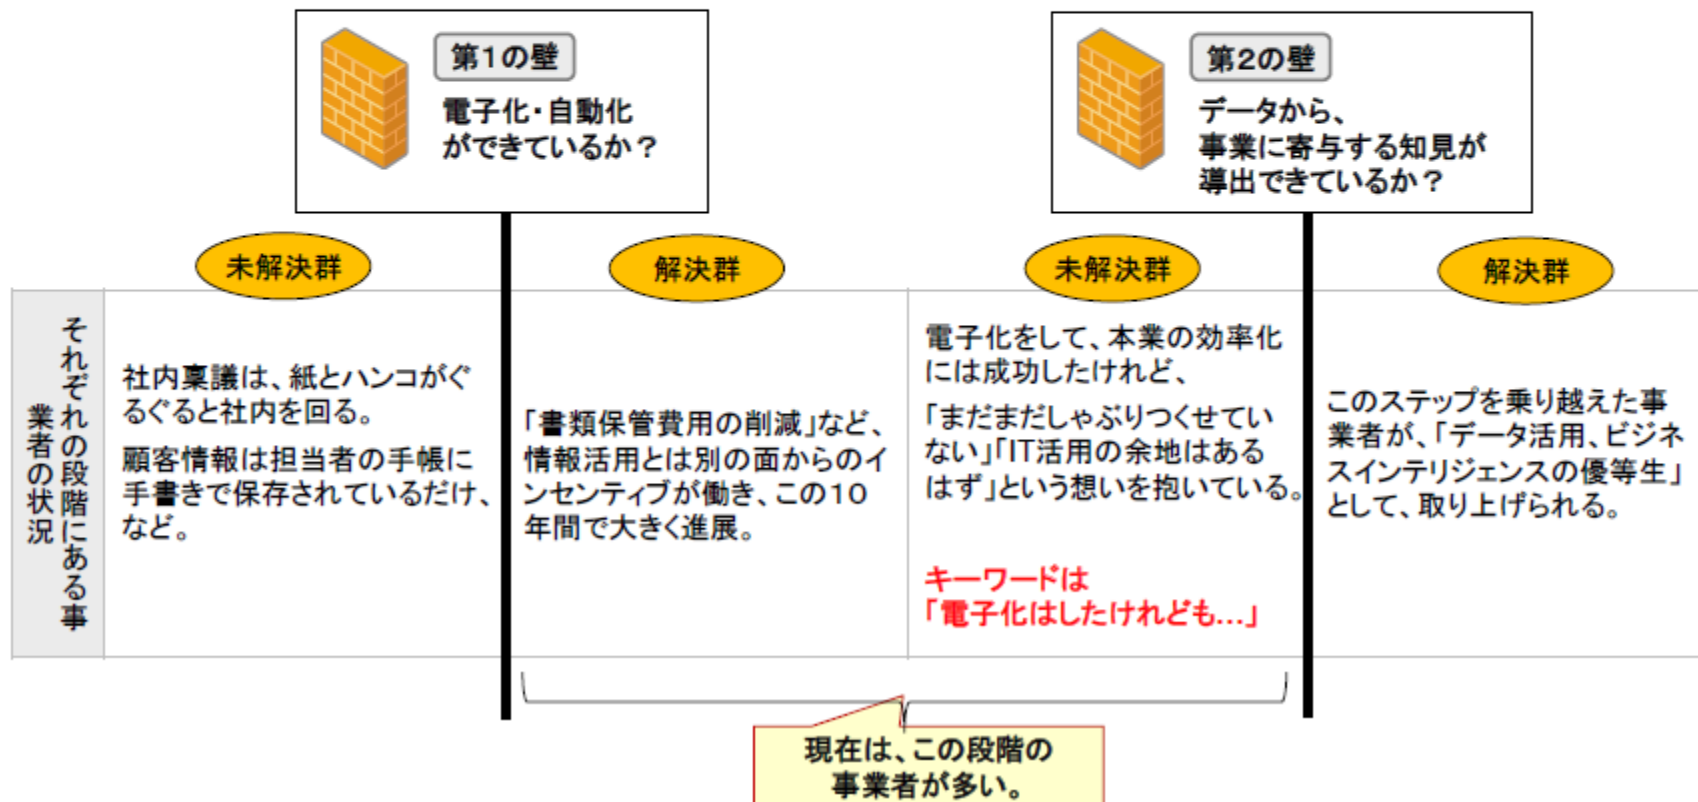 第1の壁
電子化・自動化
ができているか？
第2の壁
データから、
事業に寄与する知見が
導出できているか？
未解決群
解決群
未解決群
解決群
それぞれの段階にある事
業者の状況
社内稟議は、紙とハンコがぐ
るぐると社内を回る。
顧客情報は担当者の手帳に
手書きで保存されているだけ、
など。
「書類保管費用の削減」など、
情報活用とは別の面からのイ
ンセンティブが働き、この10
年間で大きく進展。
電子化をして、本業の効率化
には成功したけれど、
「まだまだしゃぶりつくせてい
ない」「IT活用の余地はある
はず」という想いを抱いている。
キーワードは
「電子化はしたけれども…」
このステップを乗り越えた事
業者が、「データ活用、ビジネ
スインテリジェンスの優等生」
として、取り上げられる。
現在は、この段階の
事業者が多い。